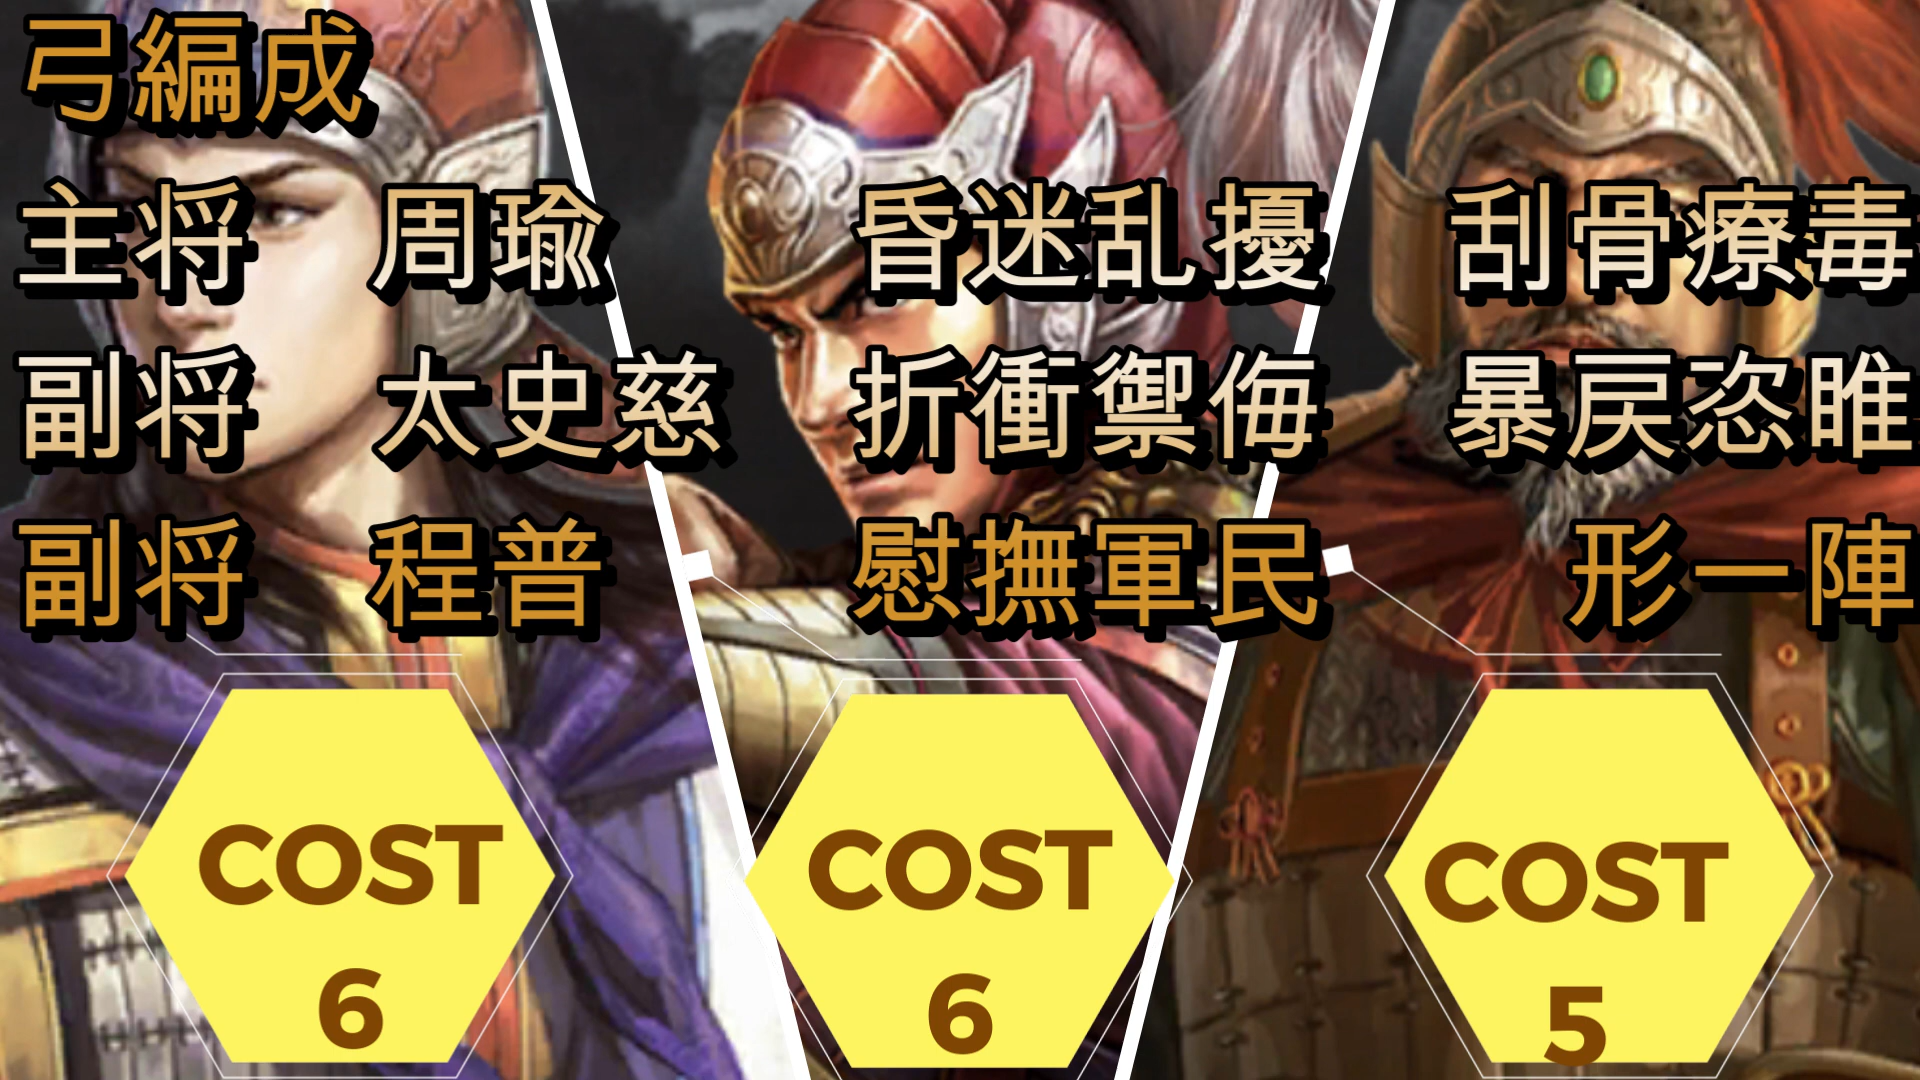 弓編成
主将 周瑜 昏迷乱擾 刮骨療毒
副将 太史慈 折衝禦侮 暴戻恣睢
副将 程普 慰撫軍民 形一陣
COST COST COST
6 6 5